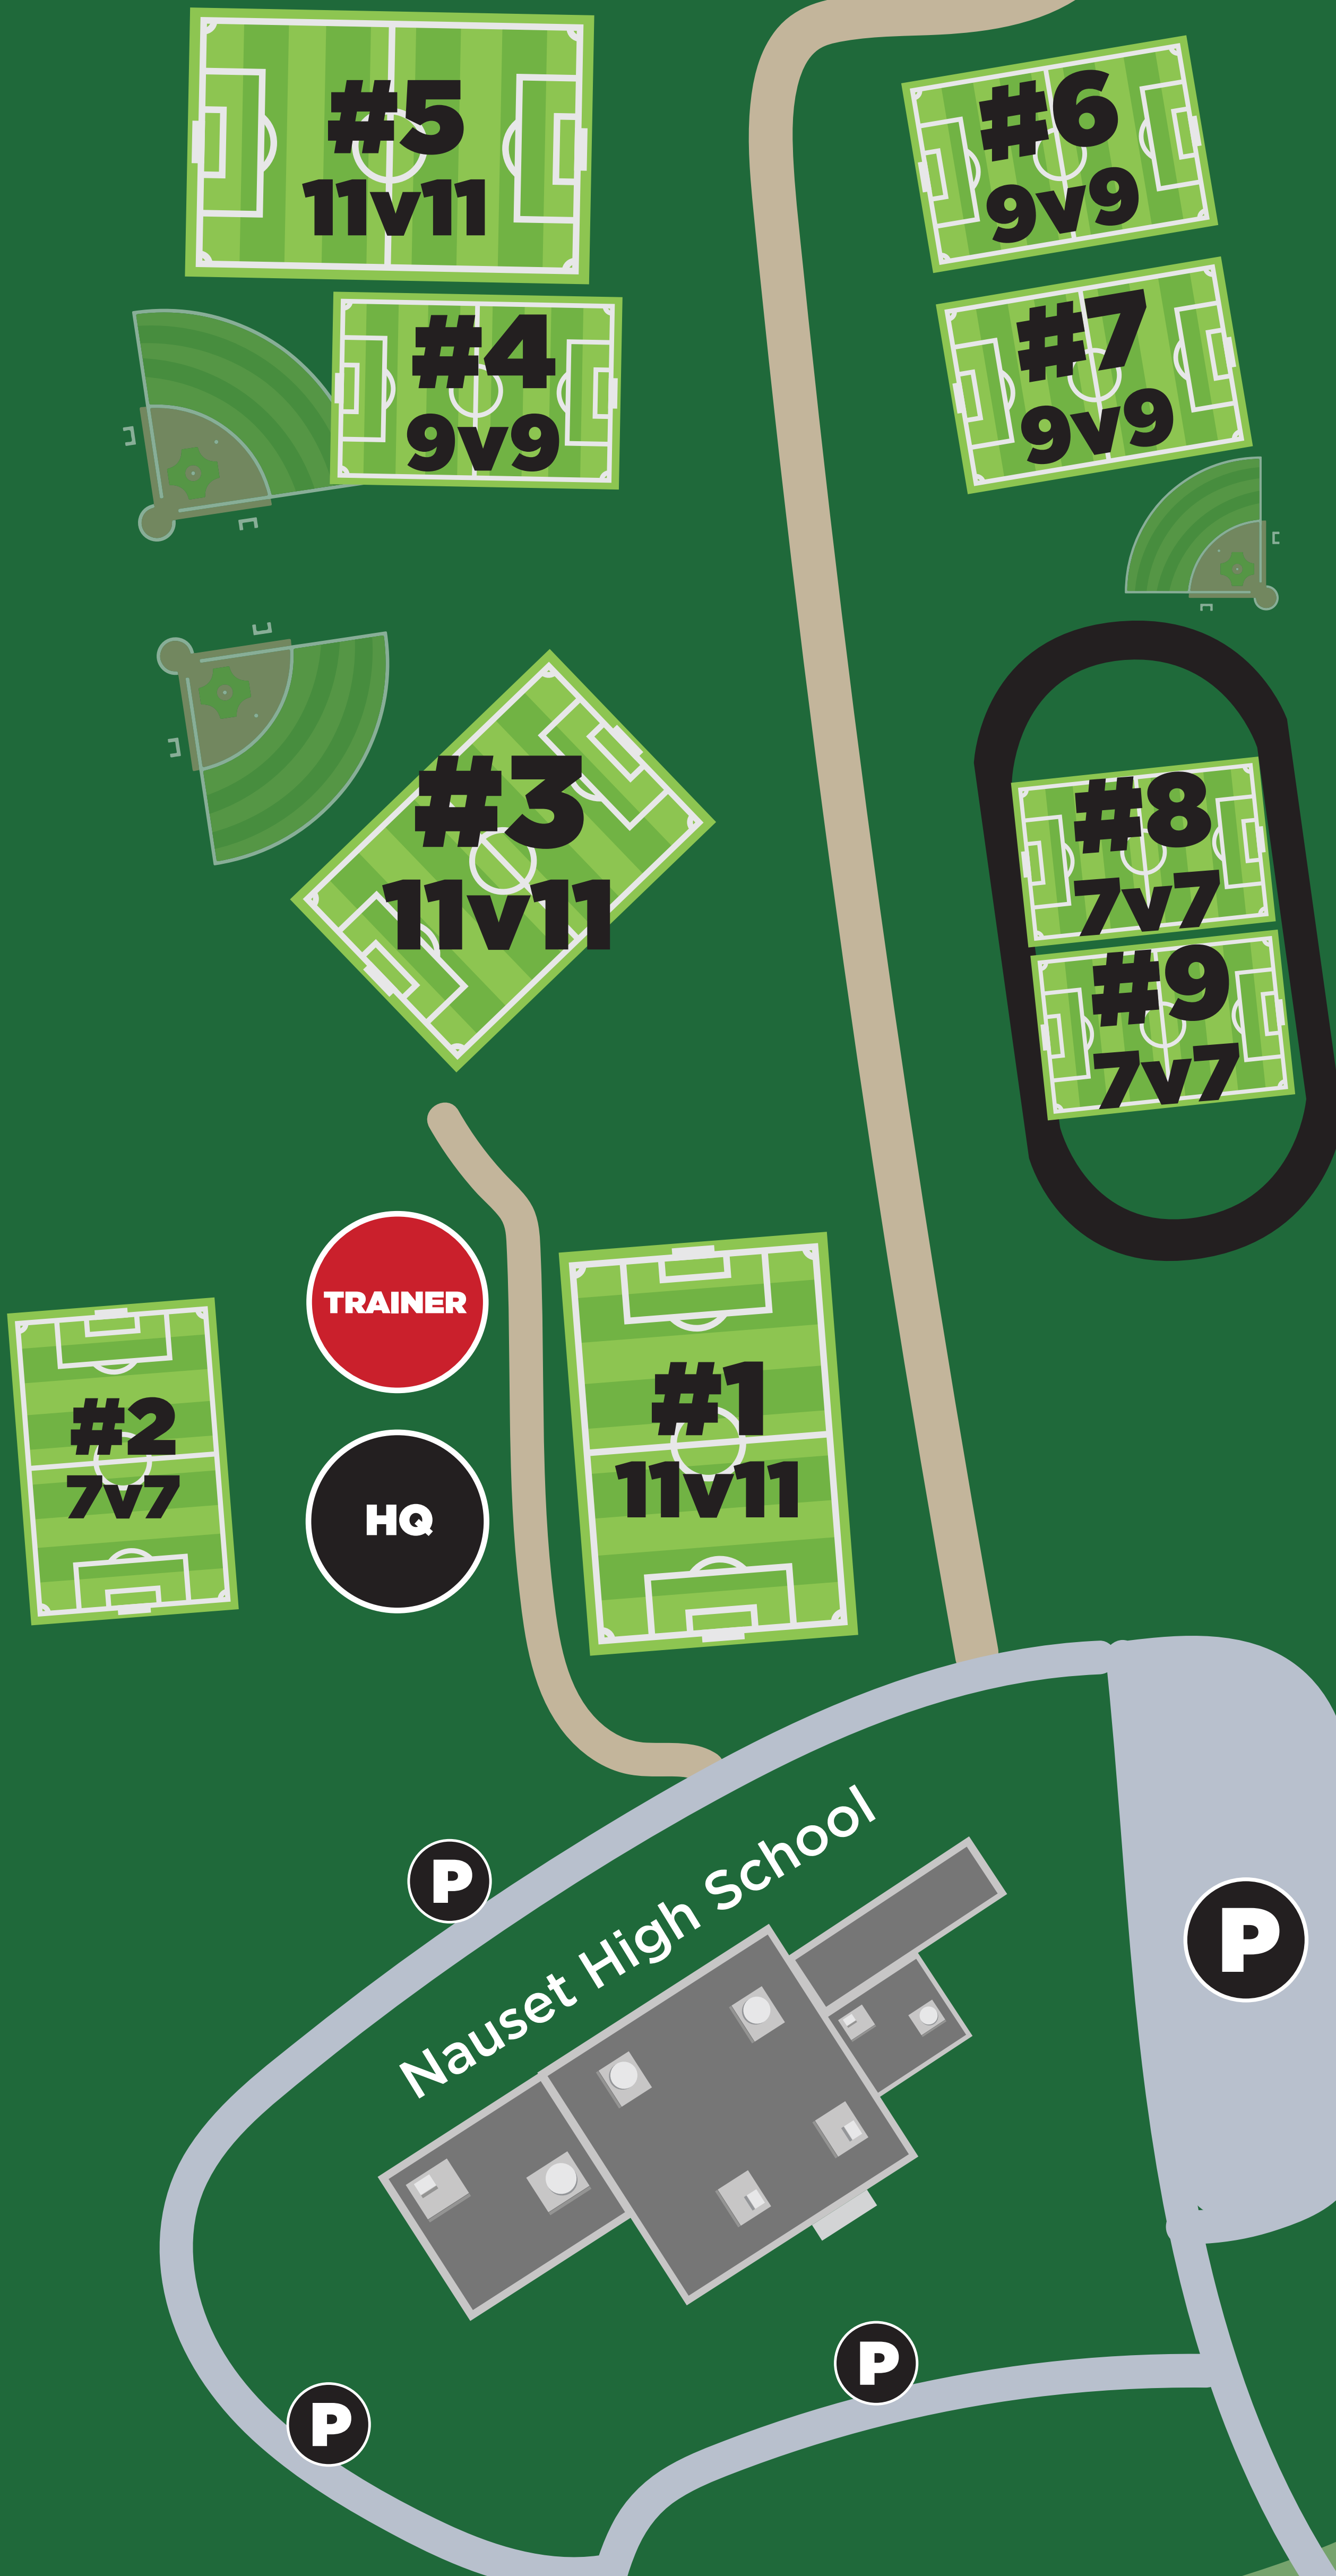 #5
11v11
#6
9v9
#4
9v9
#7
9v9
#3
11v11
#8
7v7
#9
7v7
TRAINER
#1
11v11
#2
7v7
HQ
Nauset High School
P
P
P
P